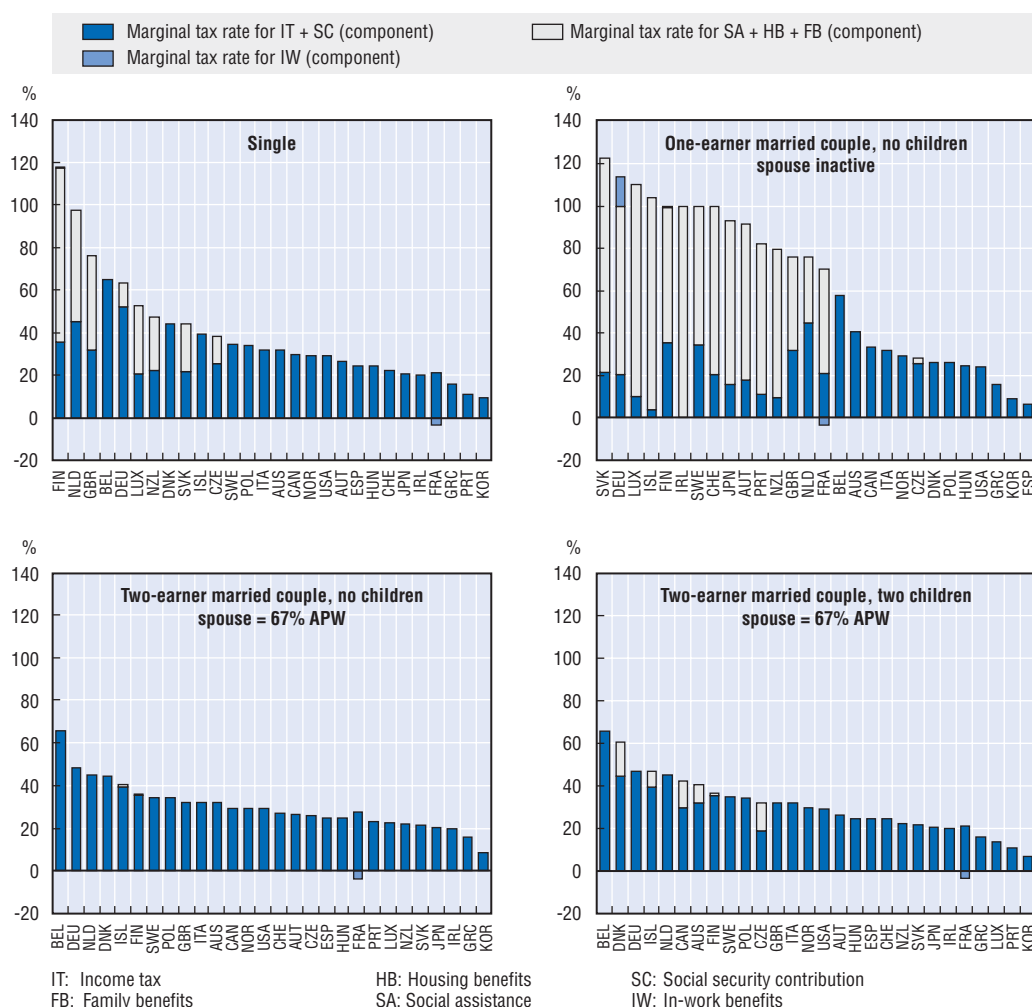 Marginal tax rate for IT + SC (component)
Marginal tax rate for SA + HB + FB (component)
Marginal tax rate for IW (component)
%
140
120
100
80
60
40
20
0
-20
Single
FIN NLD GBR BEL DEU LUX NZL DNK SVK ISL CZE SWE POL ITA AUS CAN NOR USA AUT ESP HUN CHE JPN IRL FRA GRC PRT KOR
%
140
120
100
80
60
40
20
0
-20
One-earner married couple, no children
spouse inactive
SVK DEU LUX ISL FIN IRL SWE CHE JPN AUT PRT NZL GBR NLD FRA BEL AUS CAN ITA NOR CZE DNK POL HUN USA GRC KOR ESP
%
140
120
100
80
60
40
20
0
-20
Two-earner married couple, no children
spouse = 67% APW
BEL DEU NLD DNK ISL FIN SWE POL GBR ITA AUS CAN NOR USA CHE AUT CZE ESP HUN FRA PRT LUX NZL SVK JPN IRL GRC KOR
%
140
120
100
80
60
40
20
0
-20
Two-earner married couple, two children
spouse = 67% APW
BEL DNK DEU ISL NLD CAN AUS FIN SWE POL CZE GBR ITA NOR USA AUT HUN ESP CHE NZL SVK JPN IRL FRA GRC LUX PRT KOR
IT: Income tax
HB: Housing benefits
SC: Social security contribution
FB: Family benefits
SA: Social assistance
IW: In-work benefits